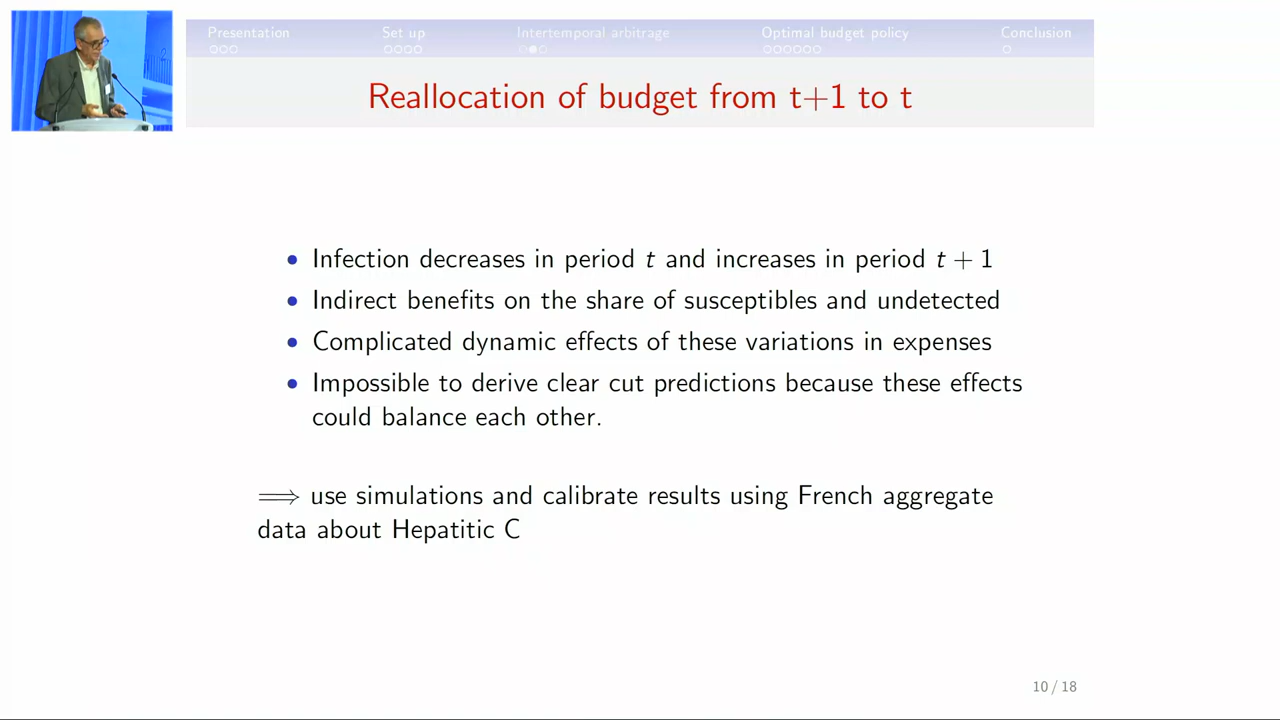 Presentation
Set up
Intertemporal arbitrage
Optimal budget policy
Conclusion
Reallocation of budget from t+1 to t
• Infection decreases in period t and increases in period t + 1
• Indirect benefits on the share of susceptibles and undetected
• Complicated dynamic effects of these variations in expenses
• Impossible to derive clear cut predictions because these effects
could balance each other.
⟹ use simulations and calibrate results using French aggregate
data about Hepatitic C
10 / 18